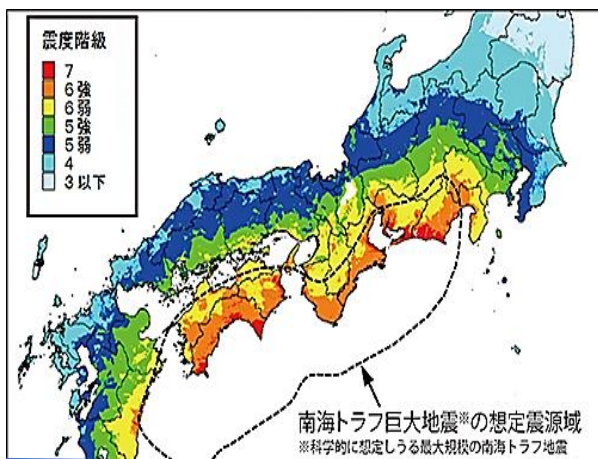 震度階級
7
6強
6弱
5強
5弱
4
3以下
南海トラフ巨大地震※の想定震源域
※科学的に想定しうる最大規模の南海トラフ地震